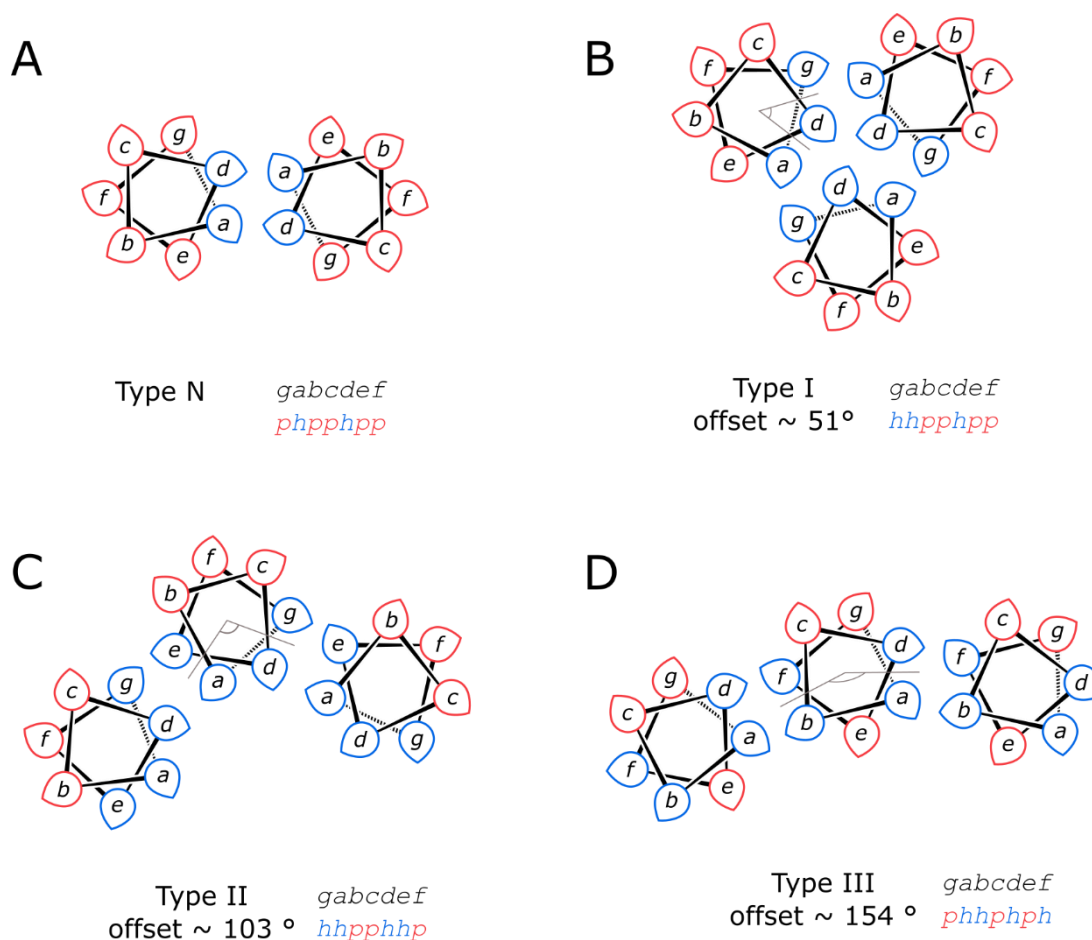 A
c
g
d
f
a
b
e
e
b
a
f
d
c
g
Type N
gabcdef
phpphpp
B
c
f
g
b
d
e
a
e
b
a
f
d
c
g
d
a
g
e
c
b
f
Type I
gabcdef
offset ~ 51°
hhpphpp
C
f
c
b
g
e
d
a
b
e
f
a
c
d
g
g
c
d
f
a
b
e
Type II
gabcdef
offset ~ 103 °
hhpphhp
D
g
c
d
f
a
b
e
c
g
f
d
b
a
e
g
d
c
a
f
b
e
Type III
gabcdef
offset ~ 154 °
phhphph